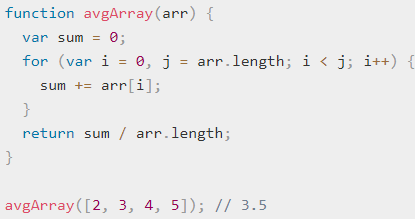 function avgArray(arr) {
  var sum = 0;
  for (var i = 0, j = arr.length; i < j; i++) {
    sum += arr[i];
  }
  return sum / arr.length;
}

avgArray([2, 3, 4, 5]); // 3.5